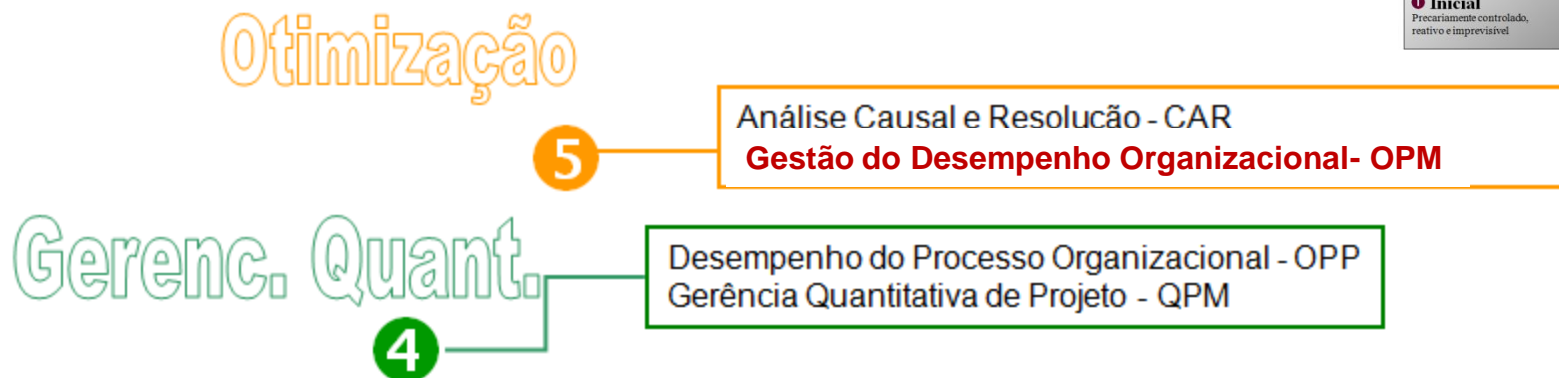 ❶ Inicial
Precariamente controlado,
reativo e imprevisível
Otimização
5
Análise Causal e Resolução - CAR
Gestão do Desempenho Organizacional- OPM
Gerenc. Quant.
4
Desempenho do Processo Organizacional - OPP
Gerência Quantitativa de Projeto - QPM